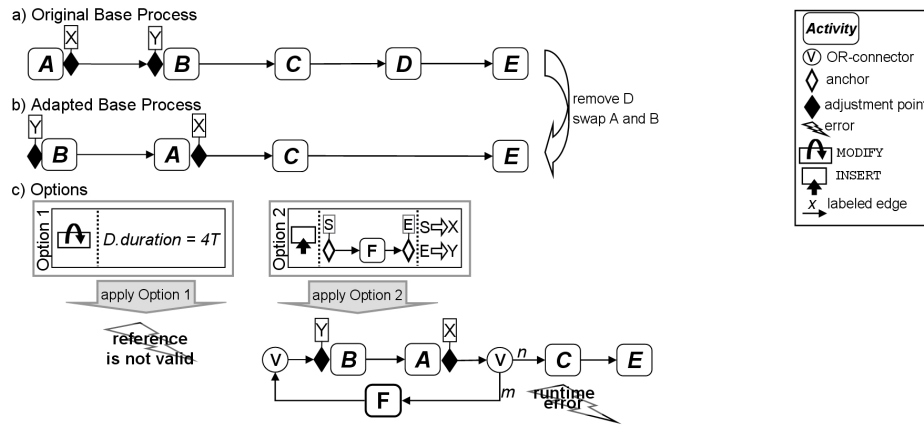 a) Original Base Process
X
Y
A
B
C
D
E
remove D
swap A and B
b) Adapted Base Process
Y
X
B
A
C
E
c) Options
Option 1
D.duration = 4T
Option 2
S
F
E
S⇨X
E⇨Y
apply Option 1
apply Option 2
reference
is not valid
Y
X
V
B
A
V
n
C
E
F
m
runtime
error
Activity
V
OR-connector
anchor
adjustment point
error
MODIFY
INSERT
x
labeled edge